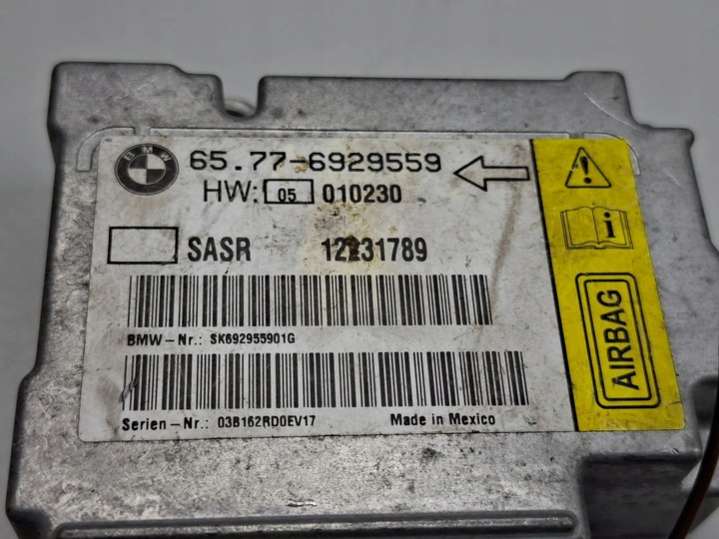 BMW 65.77-6929559
HW: 05 010230
SASR 12231789
BMW-Nr.: SK692955901G
Serien-Nr.: 03B162RD0EV17 Made in Mexico
AIRBAG